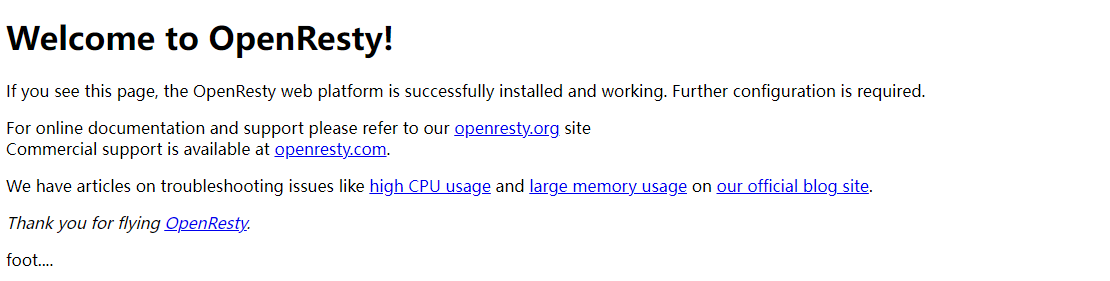 Welcome to OpenResty!
If you see this page, the OpenResty web platform is successfully installed and working. Further configuration is required.
For online documentation and support please refer to our openresty.org site
Commercial support is available at openresty.com.
We have articles on troubleshooting issues like high CPU usage and large memory usage on our official blog site.
Thank you for flying OpenResty.
foot....